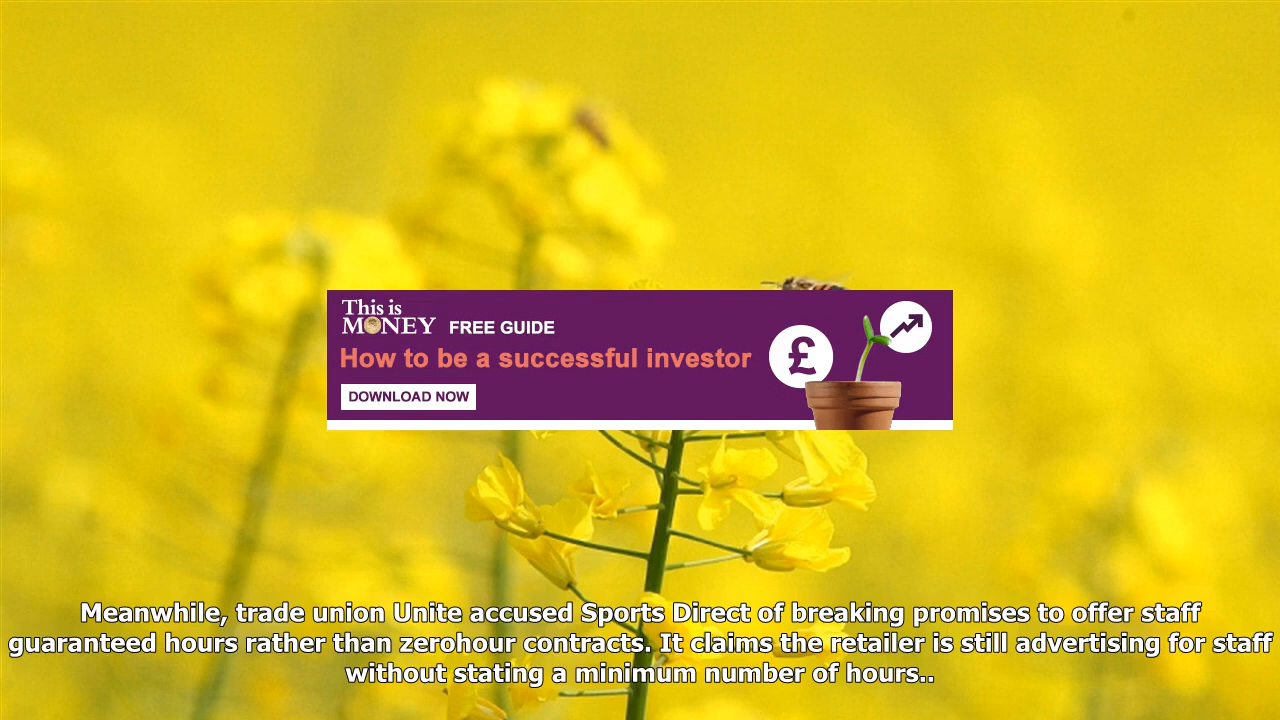 This is
MONEY FREE GUIDE
How to be a successful investor
DOWNLOAD NOW
£
Meanwhile, trade union Unite accused Sports Direct of breaking promises to offer staff
guaranteed hours rather than zerohour contracts. It claims the retailer is still advertising for staff
without stating a minimum number of hours..